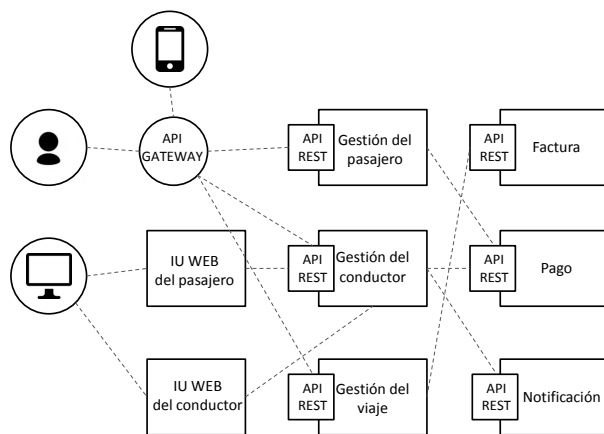 API
GATEWAY
API
REST
Gestión del
pasajero
API
REST
Factura
IU WEB
del pasajero
API
REST
Gestión del
conductor
API
REST
Pago
IU WEB
del conductor
API
REST
Gestión del
viaje
API
REST
Notificación